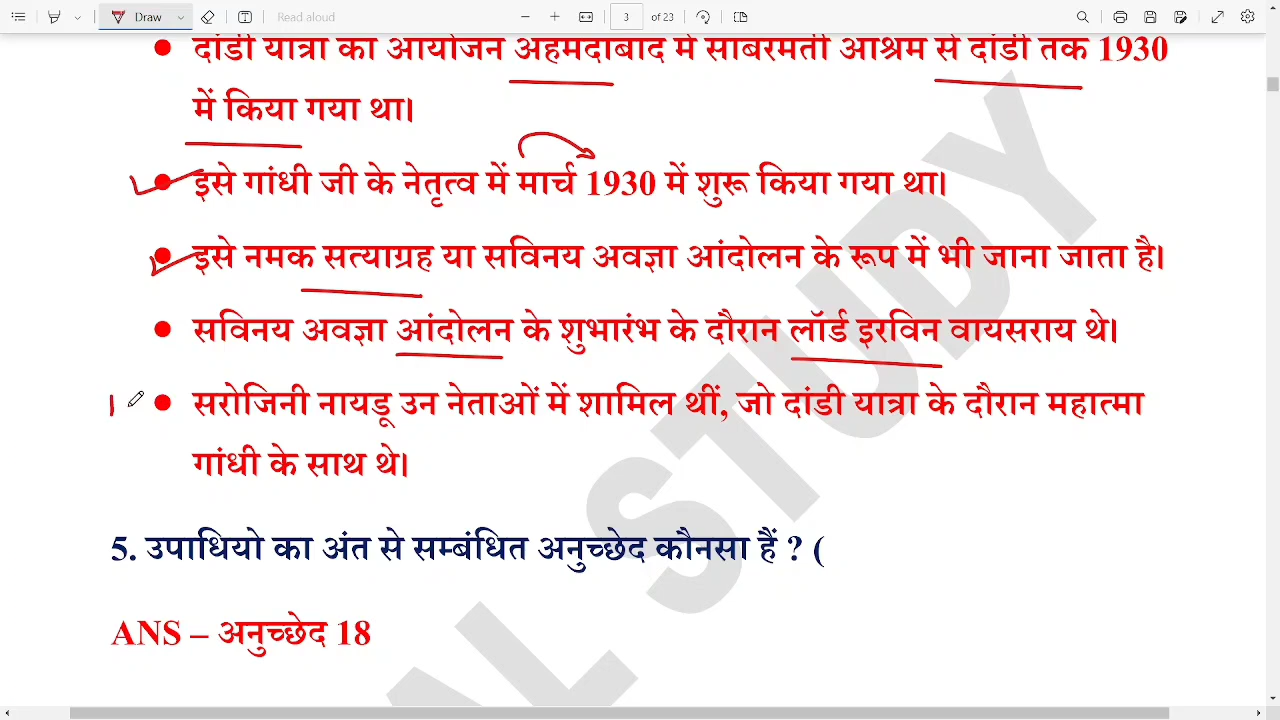 Draw
Read aloud
3 of 23
दांडी यात्रा का आयोजन अहमदाबाद में साबरमती आश्रम से दांडी तक 1930
में किया गया था।
इसे गांधी जी के नेतृत्व में मार्च 1930 में शुरू किया गया था।
इसे नमक सत्याग्रह या सविनय अवज्ञा आंदोलन के रूप में भी जाना जाता है।
सविनय अवज्ञा आंदोलन के शुभारंभ के दौरान लॉर्ड इरविन वायसराय थे।
सरोजिनी नायडू उन नेताओं में शामिल थीं, जो दांडी यात्रा के दौरान महात्मा
गांधी के साथ थे।
5. उपाधियो का अंत से सम्बंधित अनुच्छेद कौनसा हैं ? (
ANS – अनुच्छेद 18
STUDY